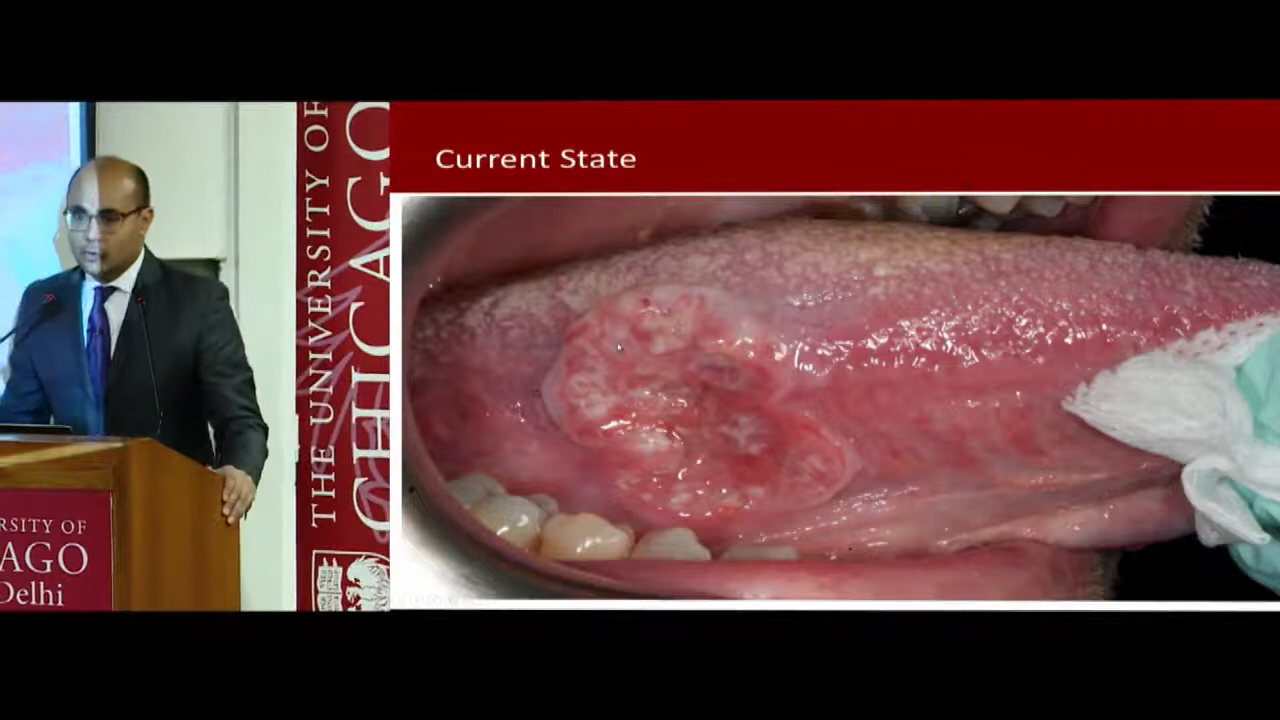 Current State
THE UNIVERSITY OF
CHICAGO
RSITY OF
AGO
Delhi